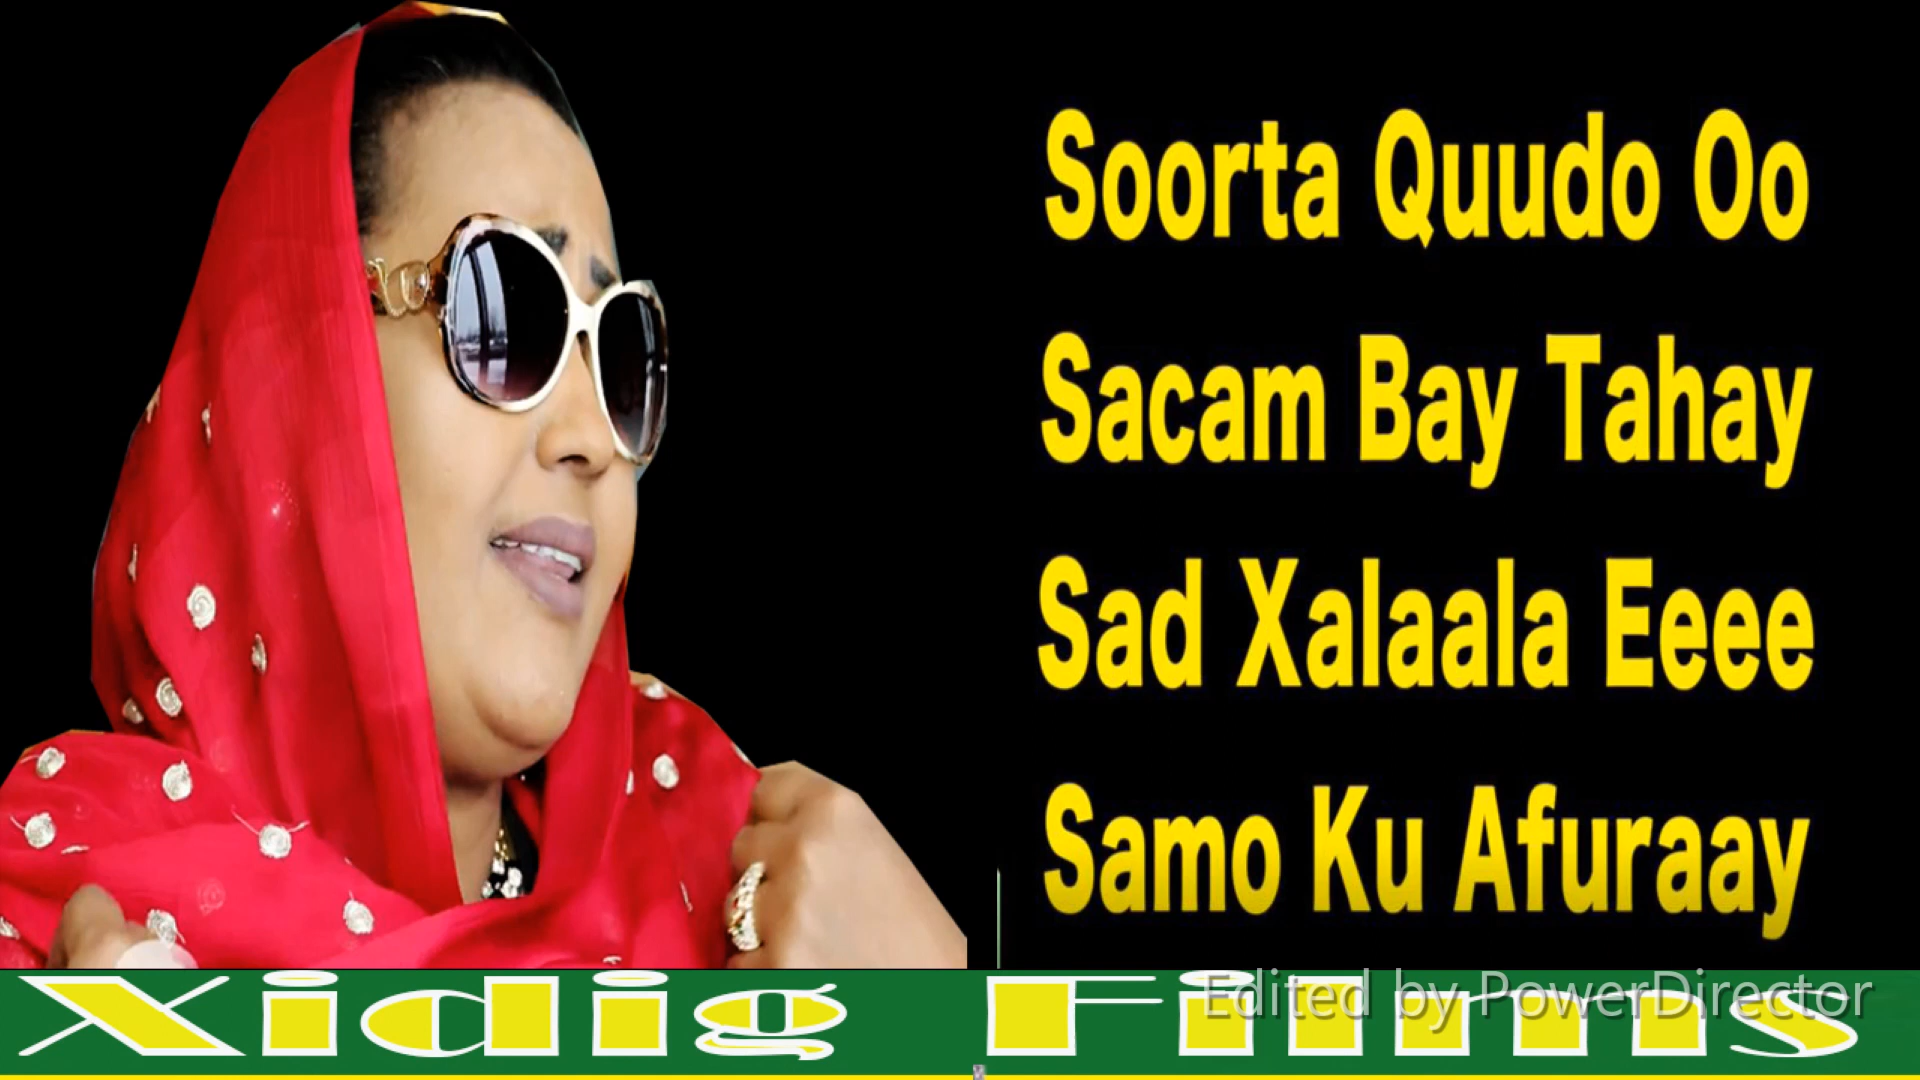 Soorta Quudo Oo
Sacam Bay Tahay
Sad Xalaala Eeee
Samo Ku Afuraay
Xidig Films
Edited by PowerDirector